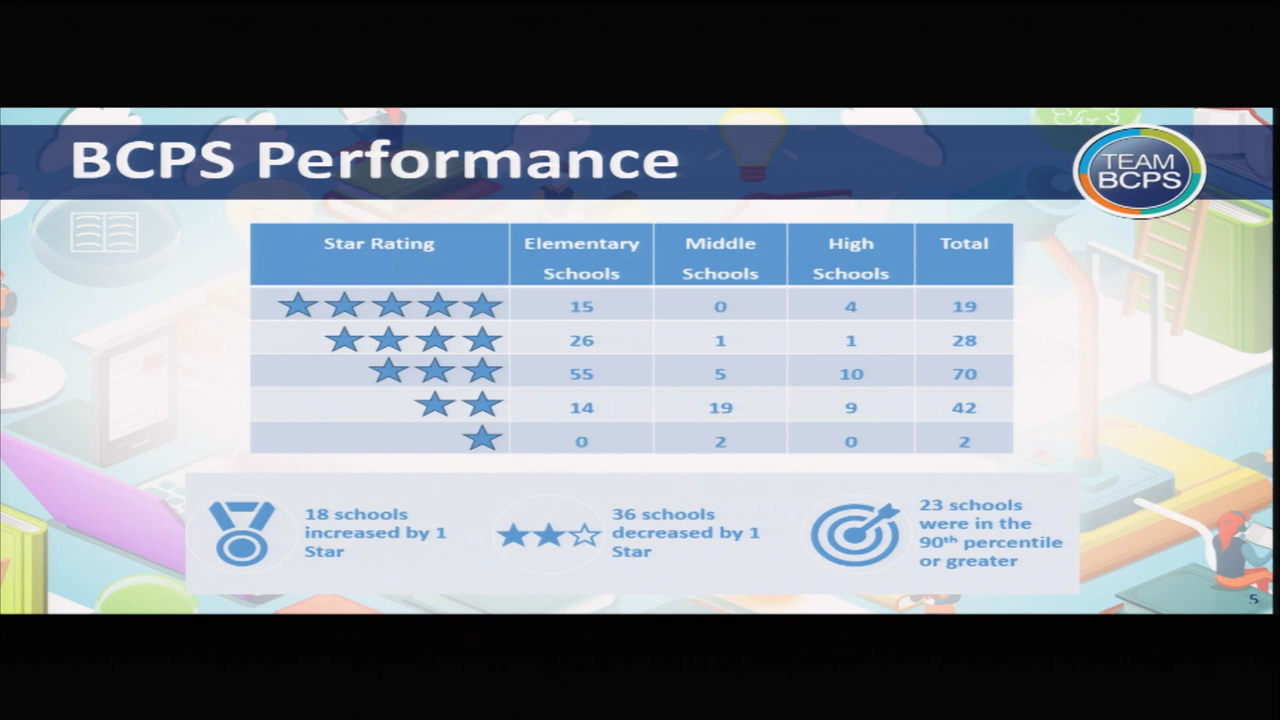 BCPS Performance
TEAM
BCPS
Star Rating Elementary Schools Middle Schools High Schools Total
15 0 4 19
26 1 1 28
55 5 10 70
14 19 9 42
0 2 0 2
18 schools
increased by 1
Star
36 schools
decreased by 1
Star
23 schools
were in the
90th percentile
or greater
5